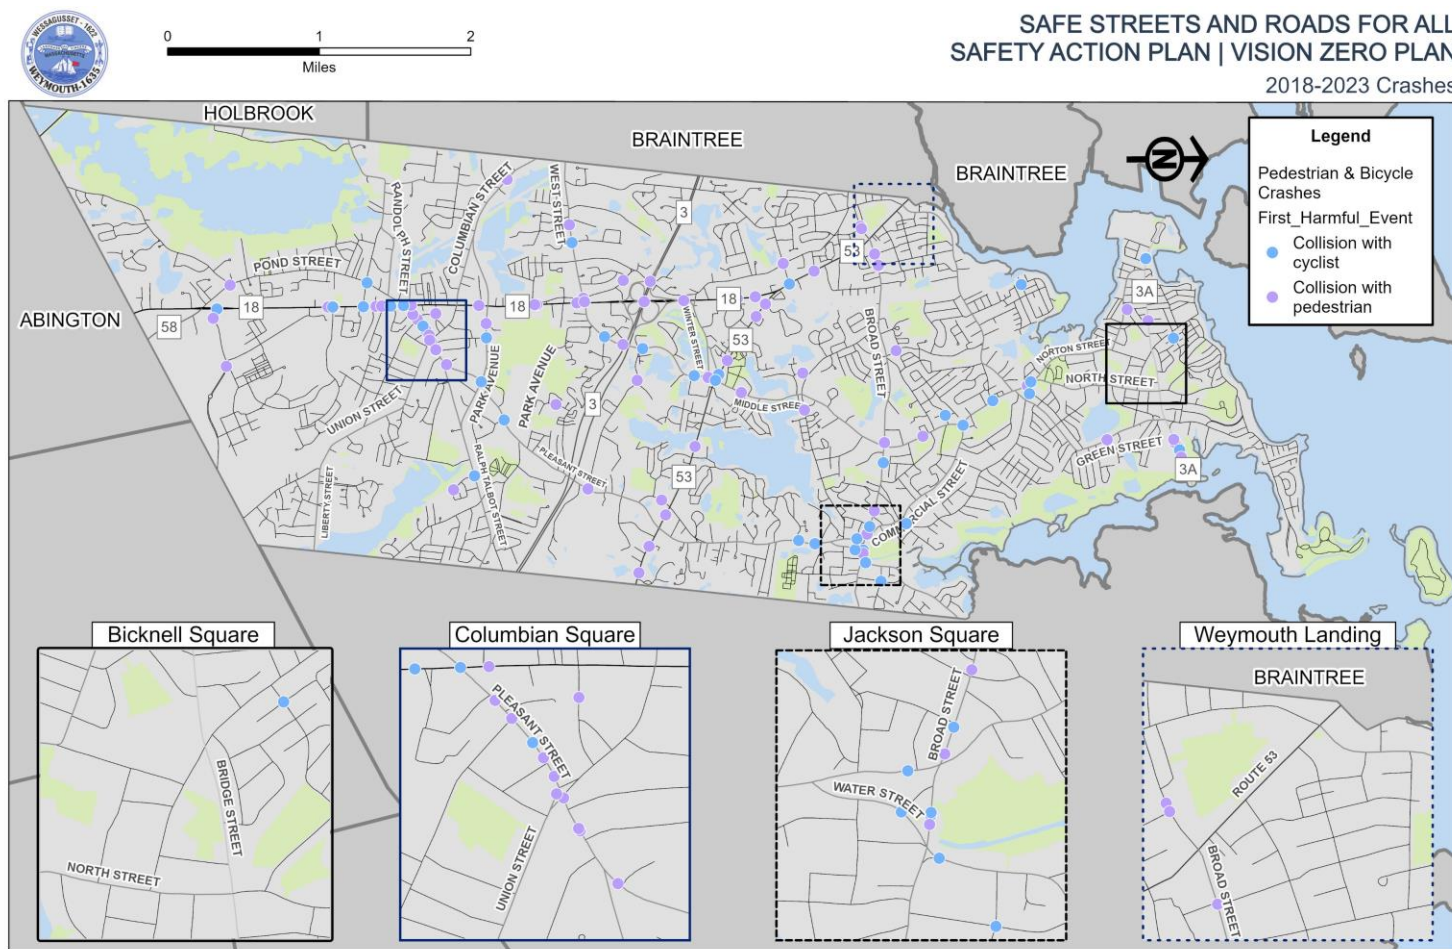 WESSAGUSSET - 1622
WEYMOUTH-1635
0 1 2
Miles
SAFE STREETS AND ROADS FOR ALL
SAFETY ACTION PLAN | VISION ZERO PLAN
2018-2023 Crashes
HOLBROOK
BRAINTREE
BRAINTREE
ABINGTON
N
Legend
Pedestrian & Bicycle
Crashes
First_Harmful_Event
Collision with
cyclist
Collision with
pedestrian
POND STREET
RANDOLPH STREET
COLUMBIAN STREET
WEST STREET
3
53
3A
58
18
18
18
WINTER STREET
53
BROAD STREET
NORTON STREET
NORTH STREET
PARK AVENUE
PARK AVENUE
3
MIDDLE STREE
UNION STREET
LIBERTY STREET
RALPH TALBOT STREET
PLEASANT STREET
53
COMMERCIAL STREET
GREEN STREET
3A
Bicknell Square
BRIDGE STREET
NORTH STREET
Columbian Square
PLEASANT STREET
UNION STREET
Jackson Square
BROAD STREET
WATER STREET
Weymouth Landing
BRAINTREE
ROUTE 53
BROAD STREET